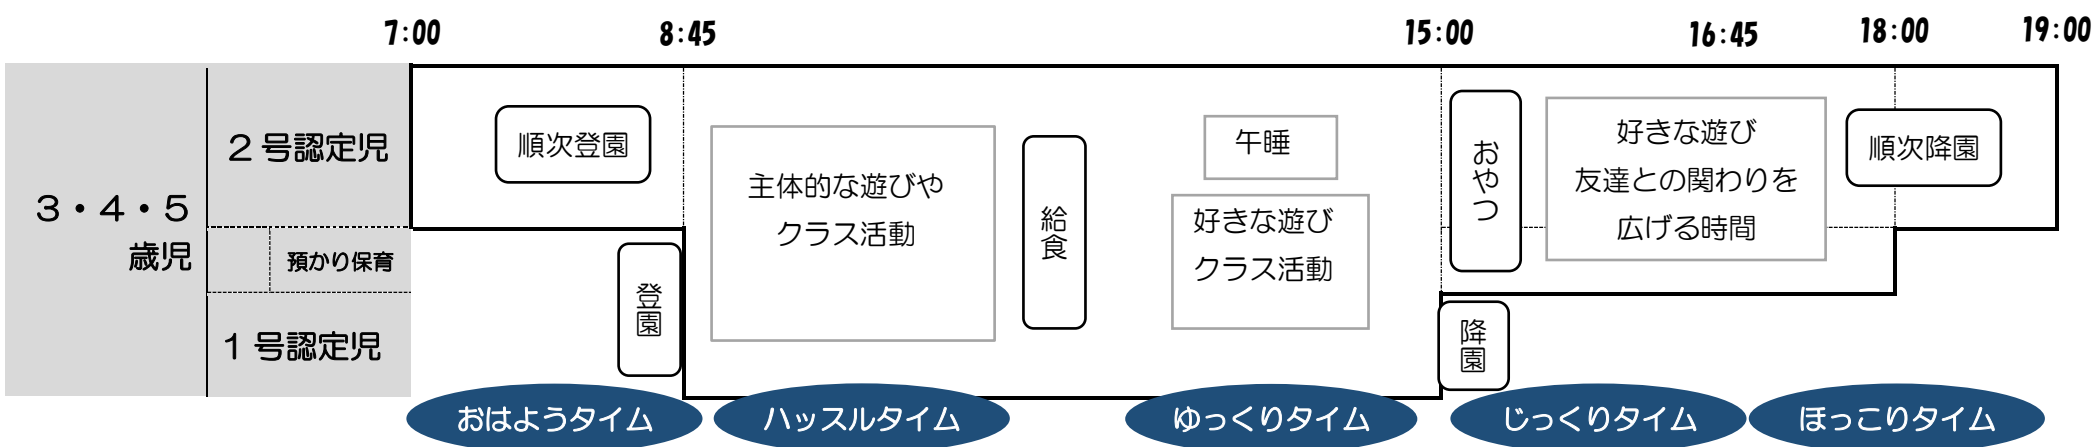 7:00
8:45
15:00
16:45
18:00
19:00
3・4・5
歳児
2号認定児
預かり保育
1号認定児
順次登園
登園
主体的な遊びや
クラス活動
給食
午睡
好きな遊び
クラス活動
おやつ
降園
好きな遊び
友達との関わりを
広げる時間
順次降園
おはようタイム
ハッスルタイム
ゆっくりタイム
じっくりタイム
ほっこりタイム